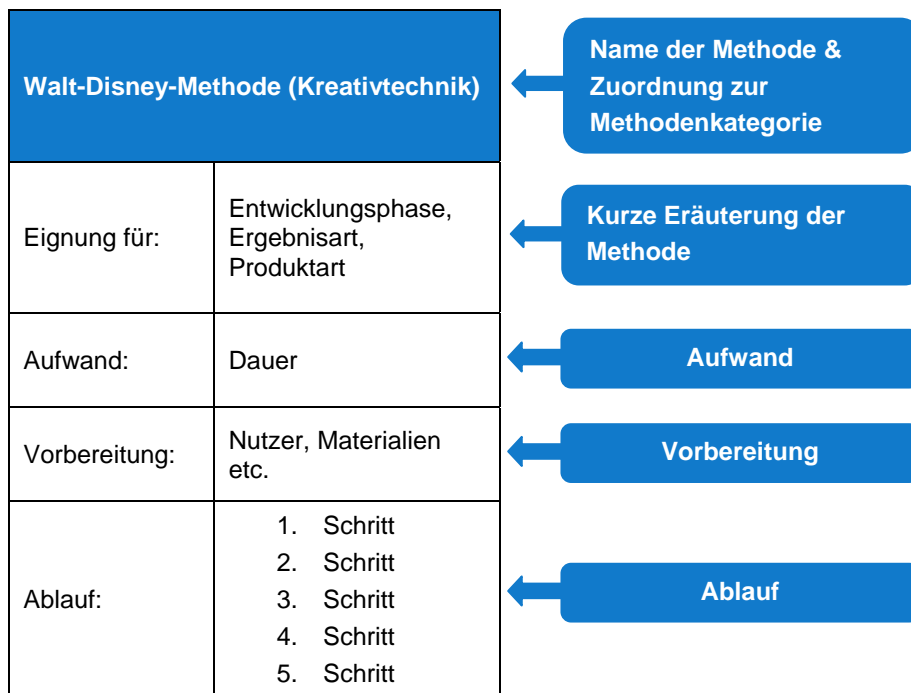 Walt-Disney-Methode (Kreativtechnik)
Name der Methode &
Zuordnung zur
Methodenkategorie
Eignung für:
Entwicklungsphase,
Ergebnisart,
Produktart
Kurze Eräuterung der
Methode
Aufwand:
Dauer
Aufwand
Vorbereitung:
Nutzer, Materialien
etc.
Vorbereitung
Ablauf:
1. Schritt
2. Schritt
3. Schritt
4. Schritt
5. Schritt
Ablauf